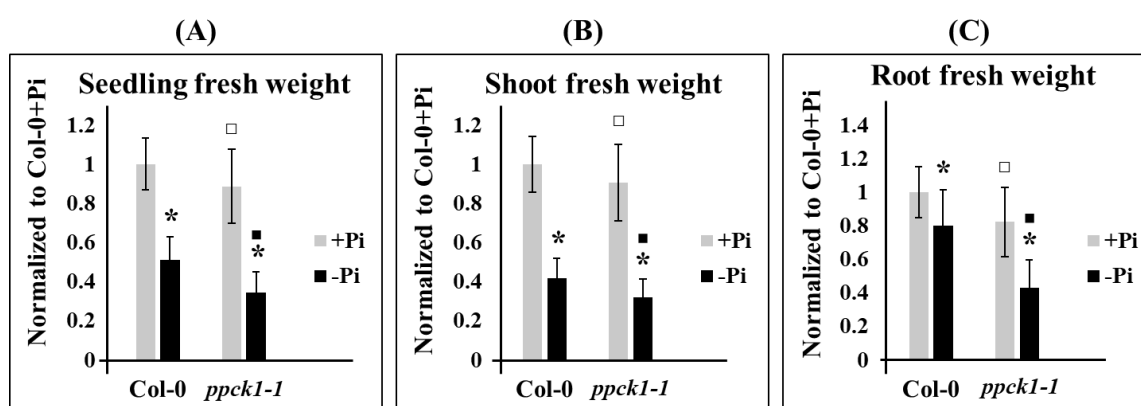 (A)
Seedling fresh weight
Normalized to Col-0+Pi
1.2
1
0.8
0.6
0.4
0.2
0
□
*
■
*
+Pi
-Pi
Col-0 ppck1-1
(B)
Shoot fresh weight
Normalized to Col-0+Pi
1.2
1
0.8
0.6
0.4
0.2
0
□
*
■
*
+Pi
-Pi
Col-0 ppck1-1
(C)
Root fresh weight
Normalized to Col-0+Pi
1.4
1.2
1
0.8
0.6
0.4
0.2
0
*
□
■
*
+Pi
-Pi
Col-0 ppck1-1